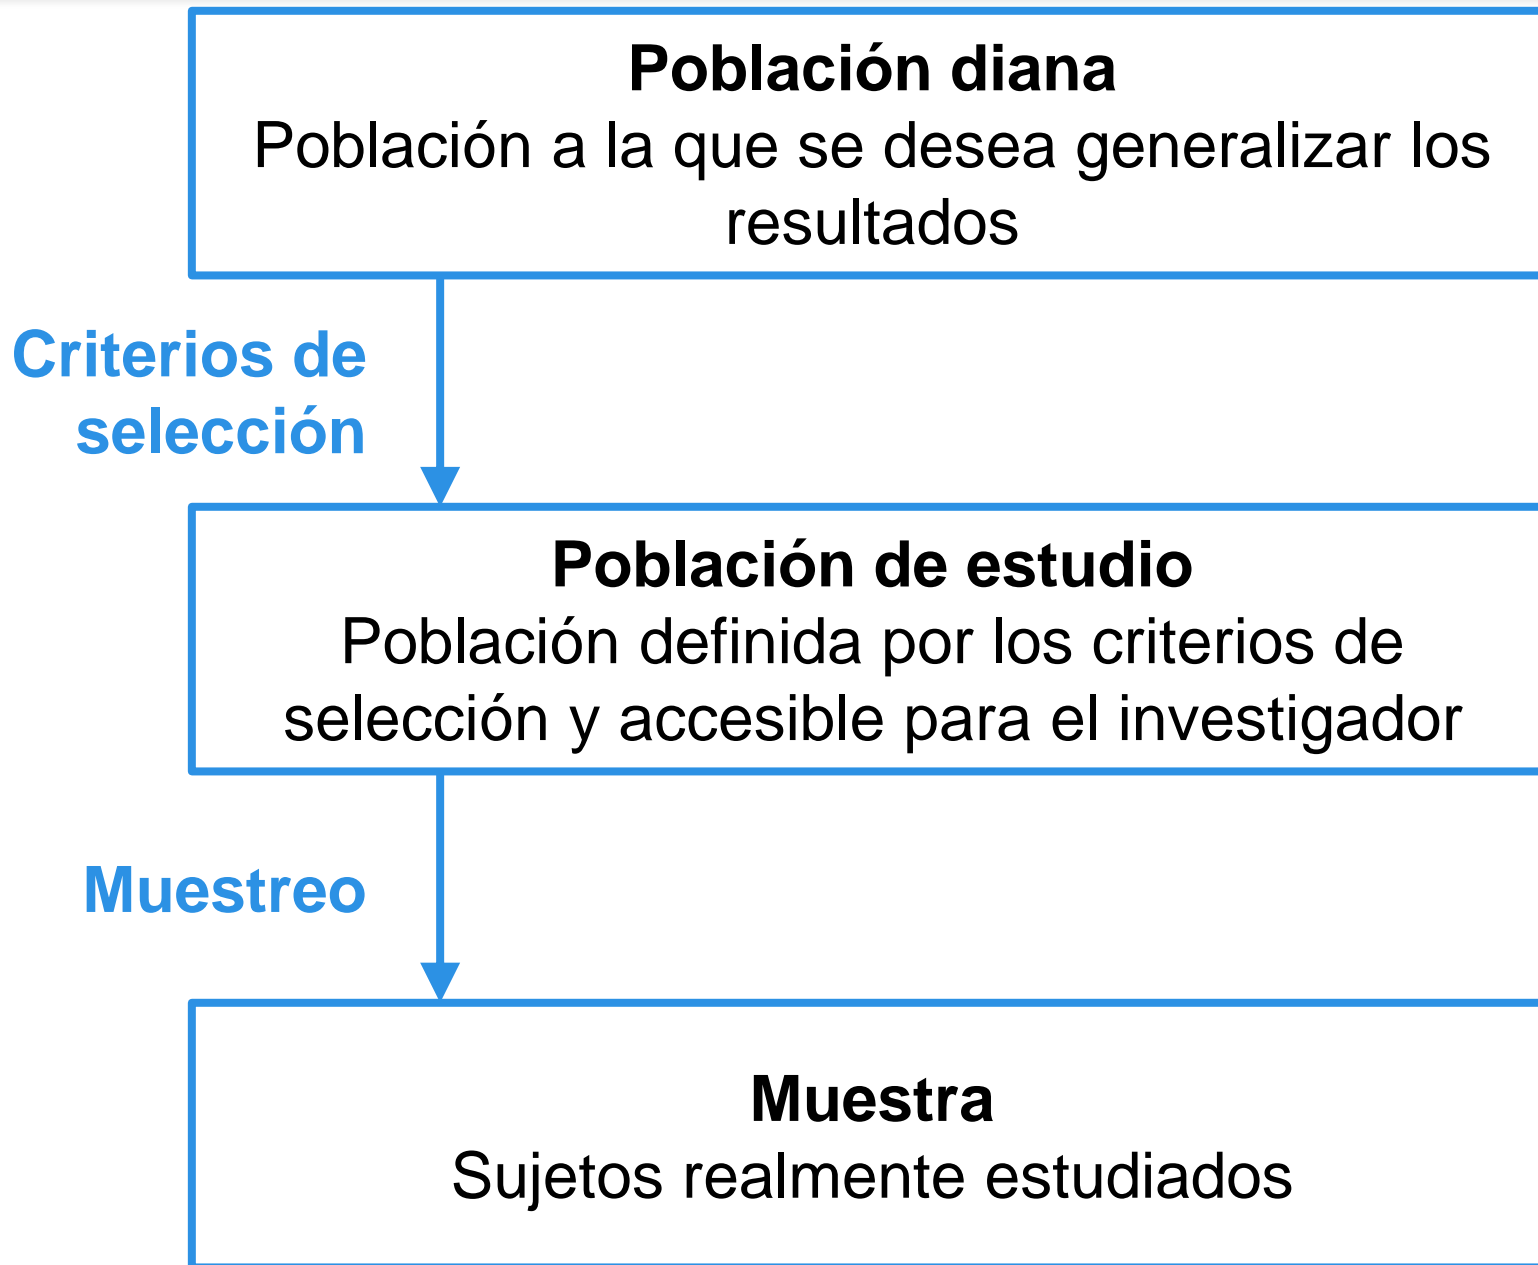 Población diana
Población a la que se desea generalizar los
resultados
Criterios de
selección
Población de estudio
Población definida por los criterios de
selección y accesible para el investigador
Muestreo
Muestra
Sujetos realmente estudiados